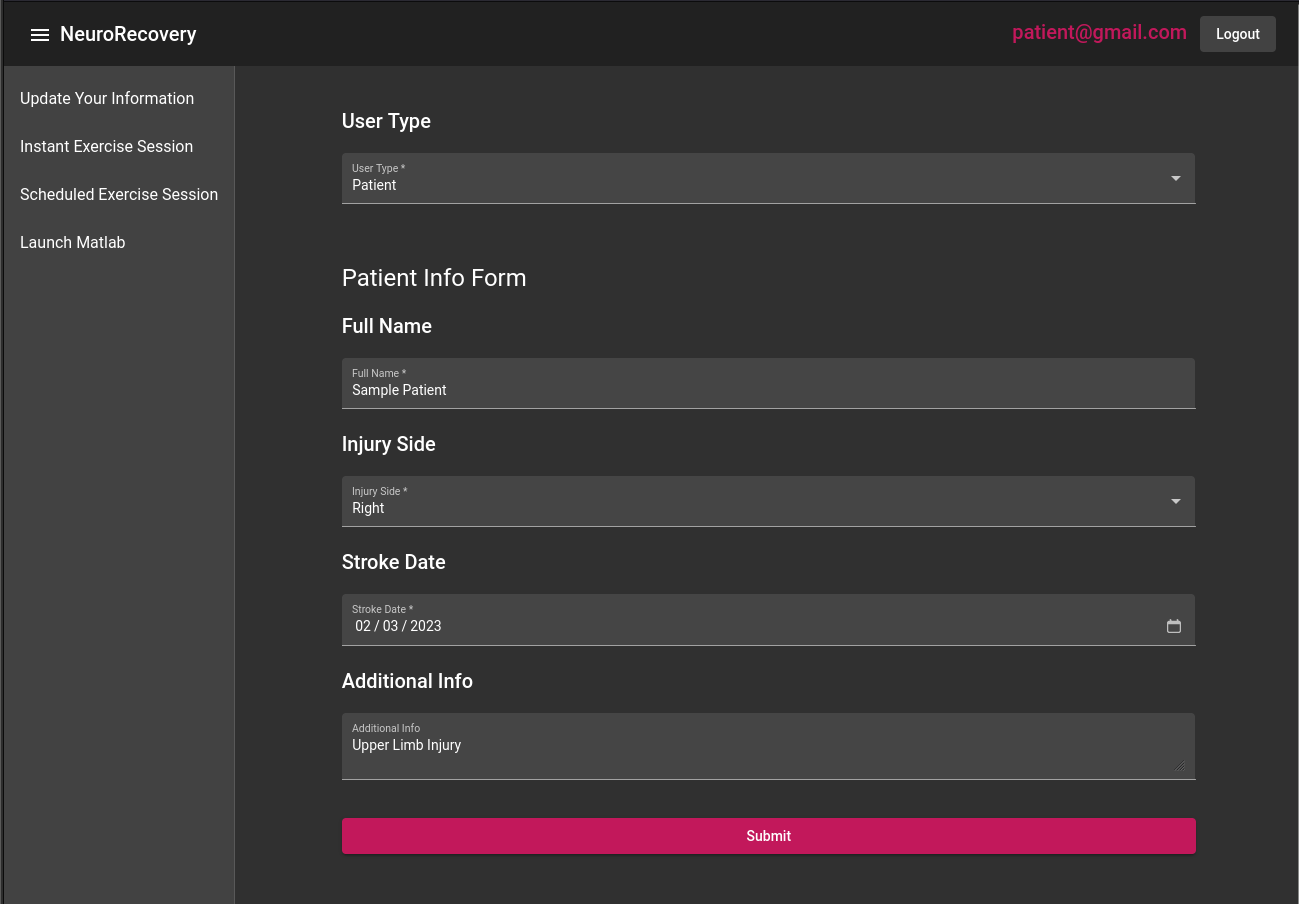 NeuroRecovery
patient@gmail.com
Logout
Update Your Information
Instant Exercise Session
Scheduled Exercise Session
Launch Matlab
User Type
User Type *
Patient
Patient Info Form
Full Name
Full Name *
Sample Patient
Injury Side
Injury Side *
Right
Stroke Date
Stroke Date *
02 / 03 / 2023
Additional Info
Additional Info
Upper Limb Injury
Submit